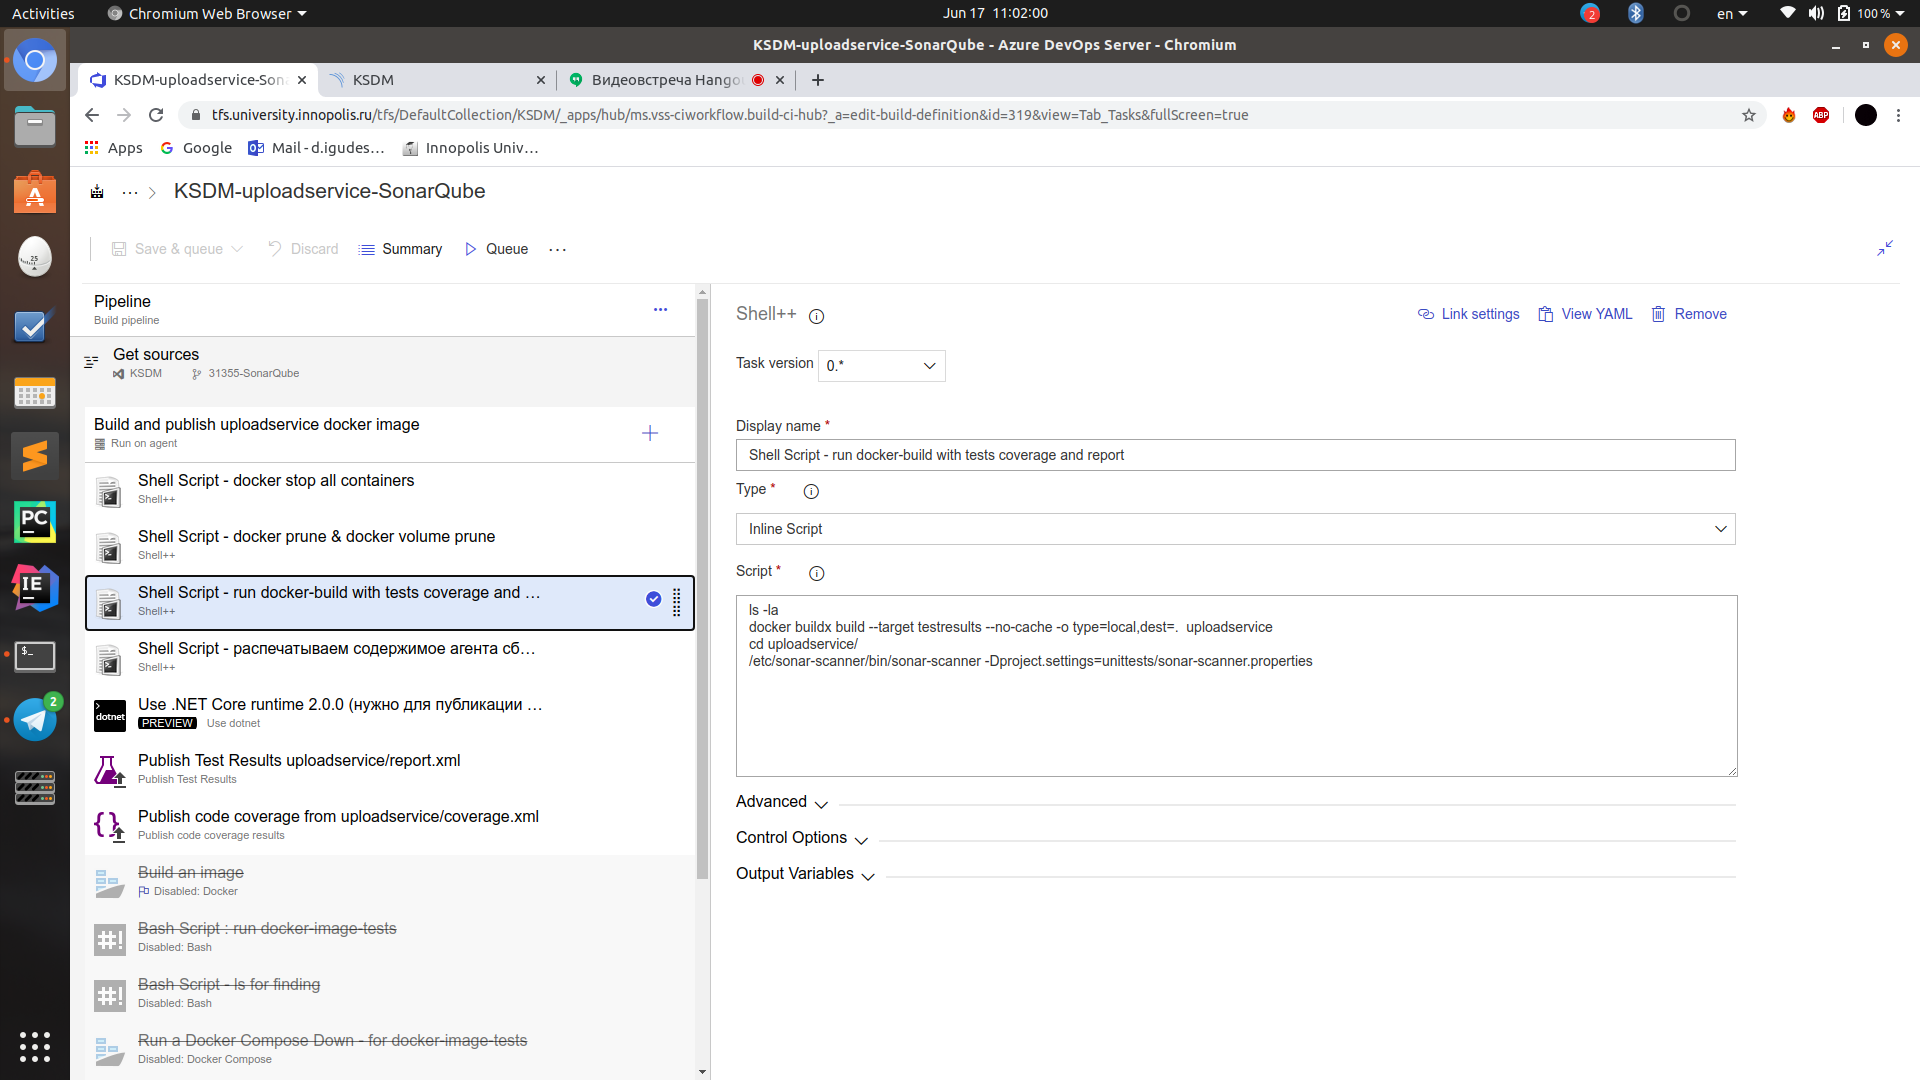 Activities
Chromium Web Browser
Jun 17 11:02:00
2
en
100 %
KSDM-uploadservice-SonarQube - Azure DevOps Server - Chromium
KSDM-uploadservice-Son
KSDM
Видеовстреча Hango
tfs.university.innopolis.ru/tfs/DefaultCollection/KSDM/_apps/hub/ms.vss-ciworkflow.build-ci-hub?_a=edit-build-definition&id=319&view=Tab_Tasks&fullScreen=true
ABP
Apps
Google
Mail - d.igudes...
Innopolis Univ...
... > KSDM-uploadservice-SonarQube
Save & queue
Discard
Summary
Queue
...
Pipeline
Build pipeline
...
Get sources
KSDM
31355-SonarQube
Build and publish uploadservice docker image
Run on agent
Shell Script - docker stop all containers
Shell++
Shell Script - docker prune & docker volume prune
Shell++
Shell Script - run docker-build with tests coverage and ...
Shell++
Shell Script - распечатываем содержимое агента сб...
Shell++
dotnet
Use .NET Core runtime 2.0.0 (нужно для публикации ...
PREVIEW Use dotnet
Publish Test Results uploadservice/report.xml
Publish Test Results
Publish code coverage from uploadservice/coverage.xml
Publish code coverage results
Build an image
Disabled: Docker
#!
Bash Script : run docker-image-tests
Disabled: Bash
#!
Bash Script - ls for finding
Disabled: Bash
Run a Docker Compose Down - for docker-image-tests
Disabled: Docker Compose
Shell++
Link settings
View YAML
Remove
Task version
0.*
Display name *
Shell Script - run docker-build with tests coverage and report
Type *
Inline Script
Script *
ls -la
docker buildx build --target testresults --no-cache -o type=local,dest=.  uploadservice
cd uploadservice/
/etc/sonar-scanner/bin/sonar-scanner -Dproject.settings=unittests/sonar-scanner.properties
Advanced
Control Options
Output Variables
25
PC
IE
$_
2